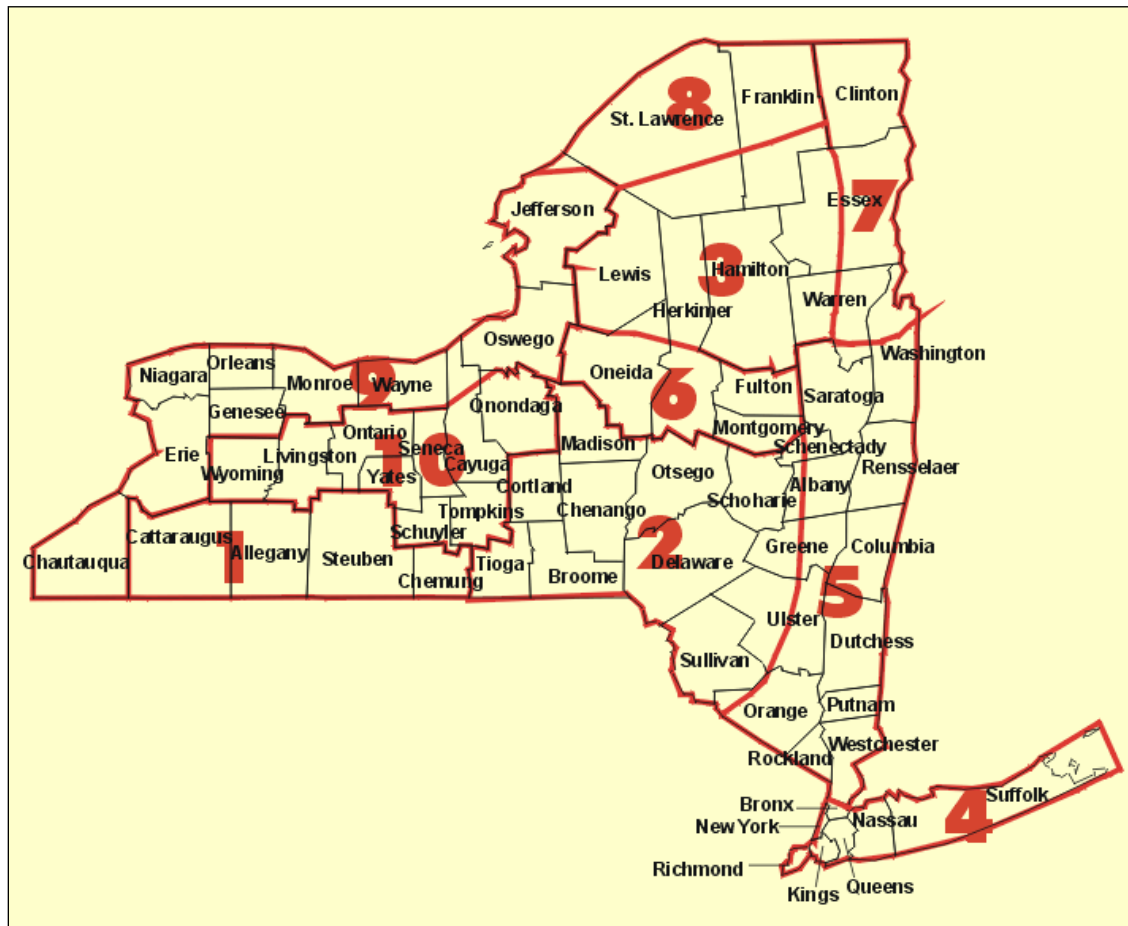 8
Franklin
Clinton
St. Lawrence
7
Essex
Jefferson
3
Lewis
Hamilton
Herkimer
Warren
Oswego
Washington
Orleans
Niagara
Monroe
9
Wayne
Oneida
6
Fulton
Saratoga
Genesee
Onondaga
Montgomery
Ontario
Madison
Schenectady
Erie
Wyoming
Livingston
10
Seneca
Cayuga
Yates
Otsego
Rensselaer
Cortland
Albany
Schoharie
Chenango
Tompkins
Schuyler
Cattaraugus
Allegany
1
Steuben
Chautauqua
Chemung
Tioga
Broome
2
Delaware
Greene
Columbia
5
Ulster
Dutchess
Sullivan
Orange
Putnam
Westchester
Rockland
Bronx
New York
Nassau
4
Suffolk
Richmond
Kings
Queens